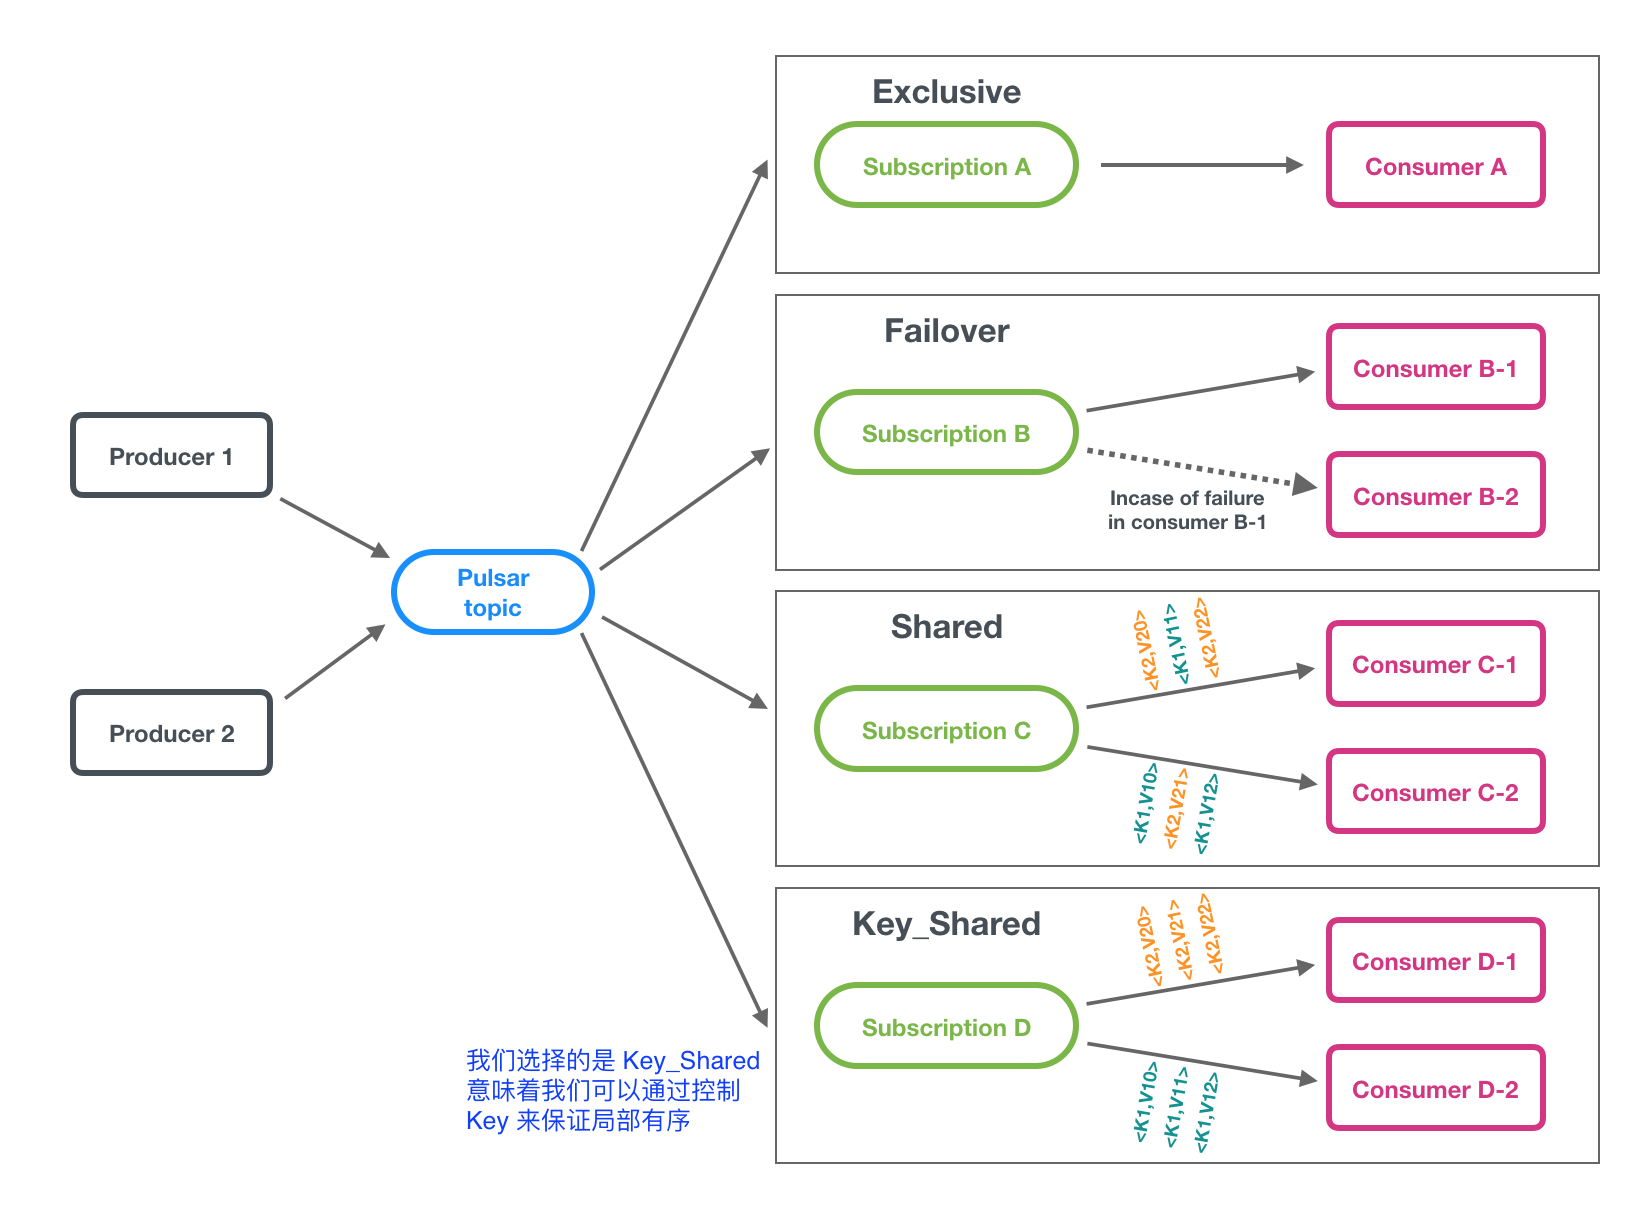 Exclusive
Subscription A
Consumer A
Failover
Consumer B-1
Subscription B
Incase of failure
in consumer B-1
Consumer B-2
Producer 1
Pulsar
topic
Producer 2
Shared
<K2,V20>
<K1,V11>
<K2,V22>
Consumer C-1
Subscription C
<K1,V10>
<K2,V21>
<K1,V12>
Consumer C-2
Key_Shared
<K2,V20>
<K2,V21>
<K2,V22>
Consumer D-1
Subscription D
<K1,V10>
<K1,V11>
<K1,V12>
Consumer D-2
我们选择的是 Key_Shared
意味着我们可以通过控制
Key 来保证局部有序